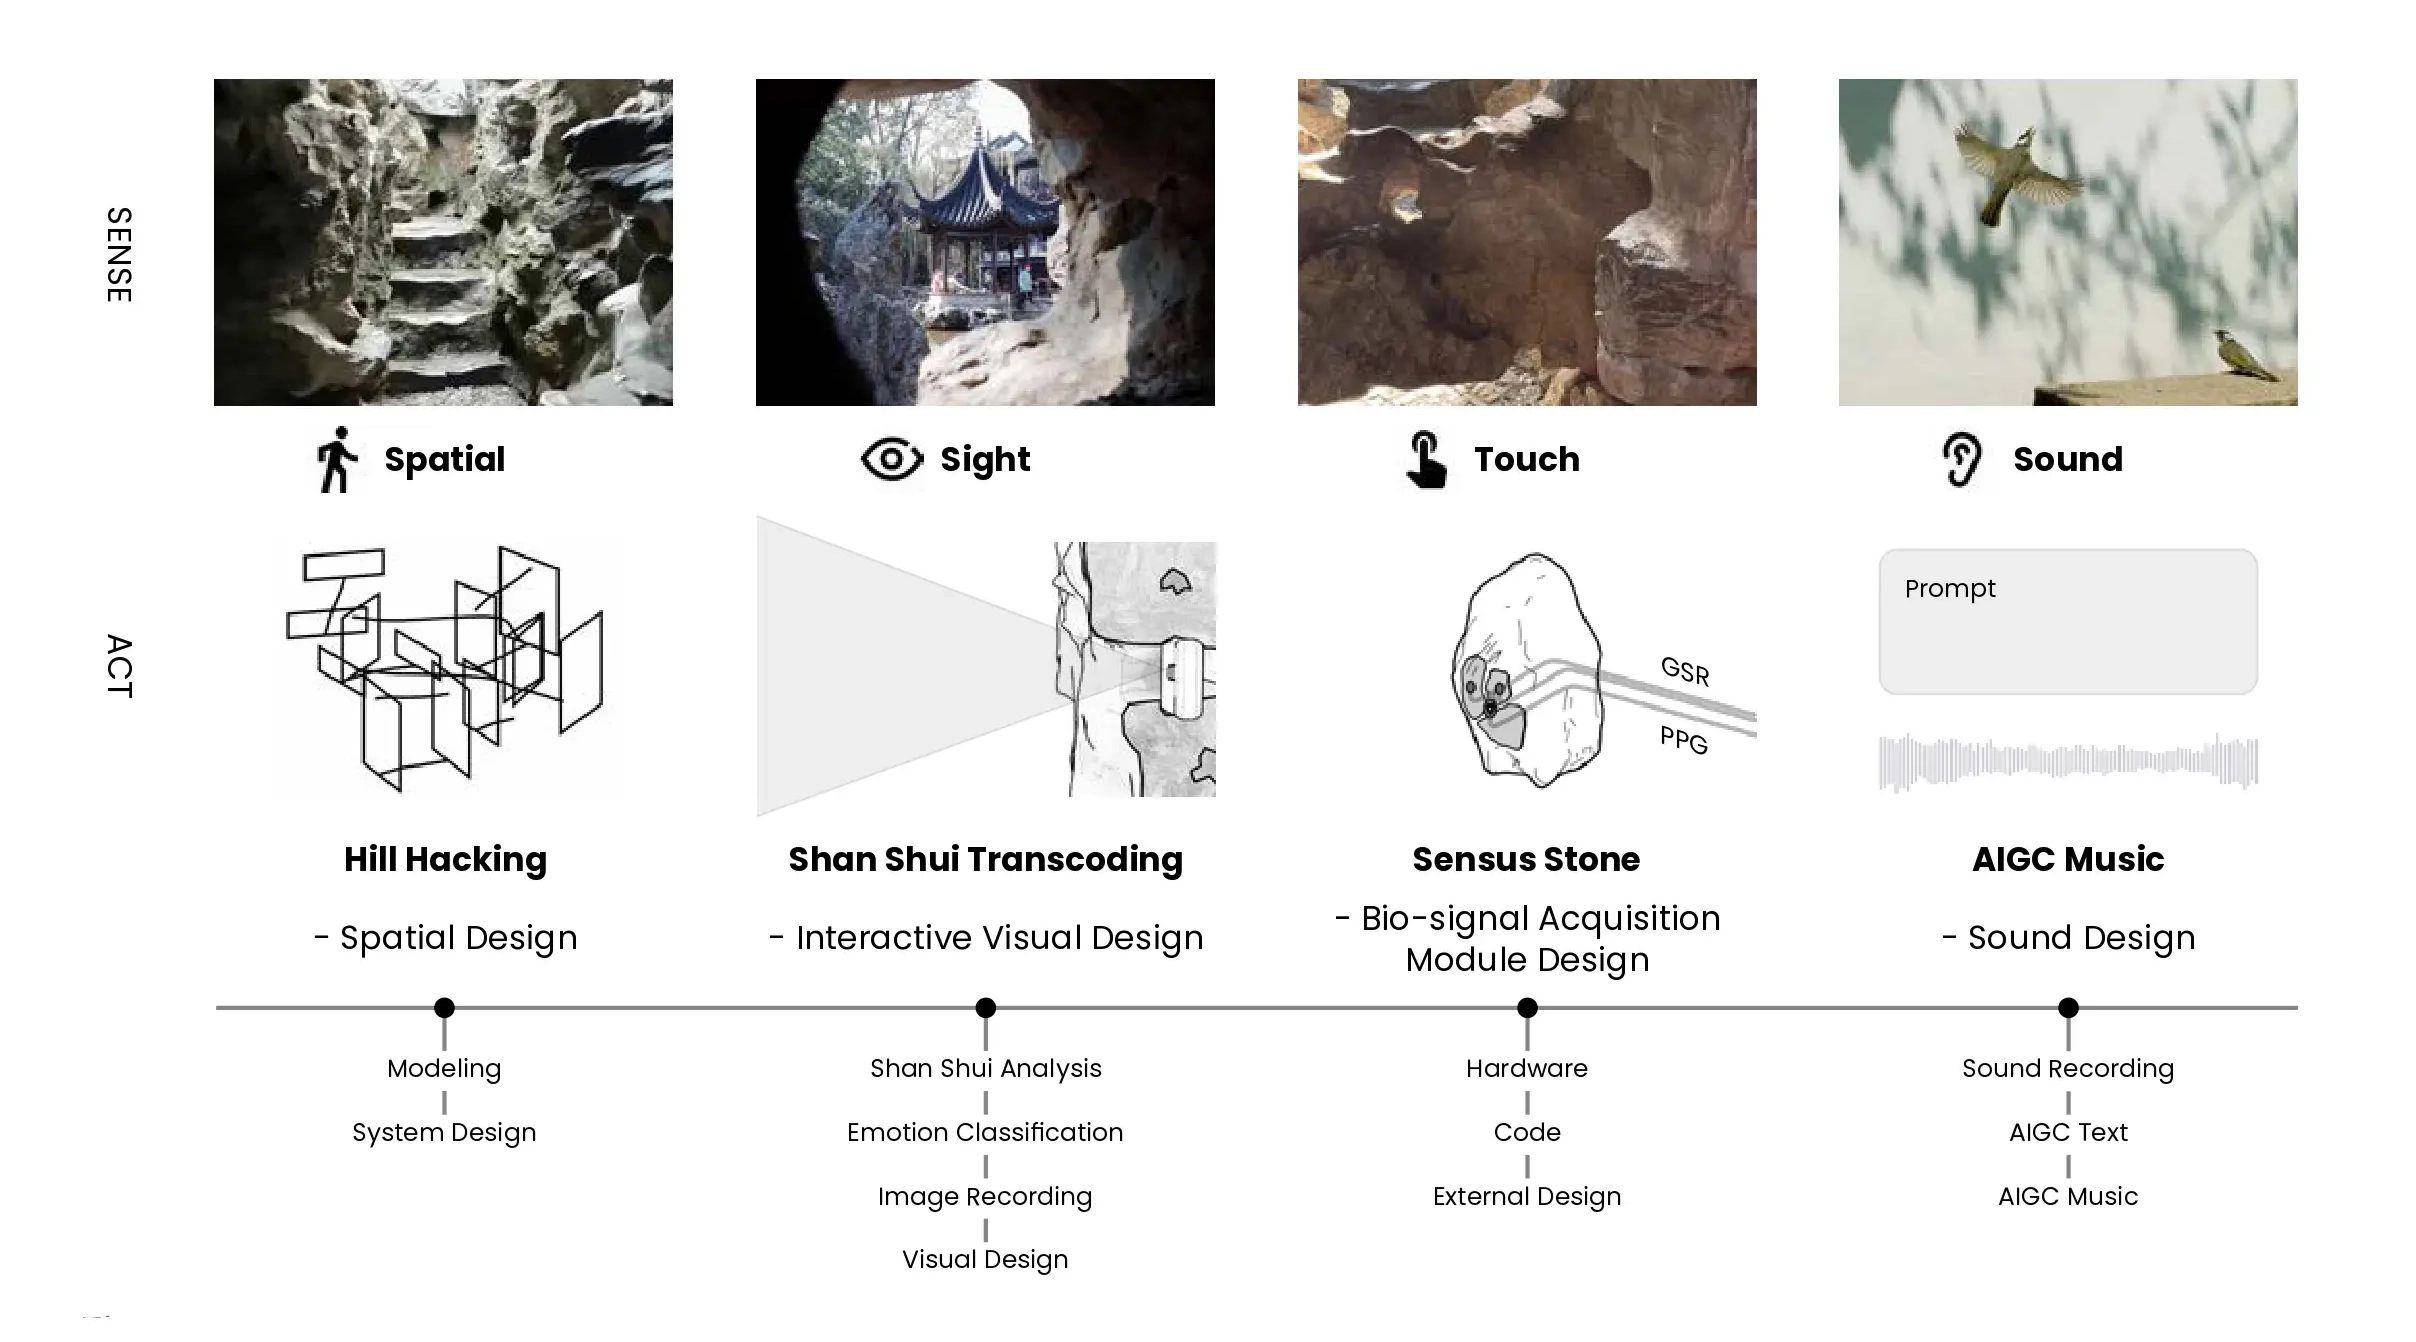 SENSE
Spatial
Sight
Touch
Sound
ACT
GSR
PPG
Prompt
Hill Hacking
Shan Shui Transcoding
Sensus Stone
AIGC Music
- Spatial Design
- Interactive Visual Design
- Bio-signal Acquisition
Module Design
- Sound Design
Modeling
System Design
Shan Shui Analysis
Emotion Classification
Image Recording
Visual Design
Hardware
Code
External Design
Sound Recording
AIGC Text
AIGC Music